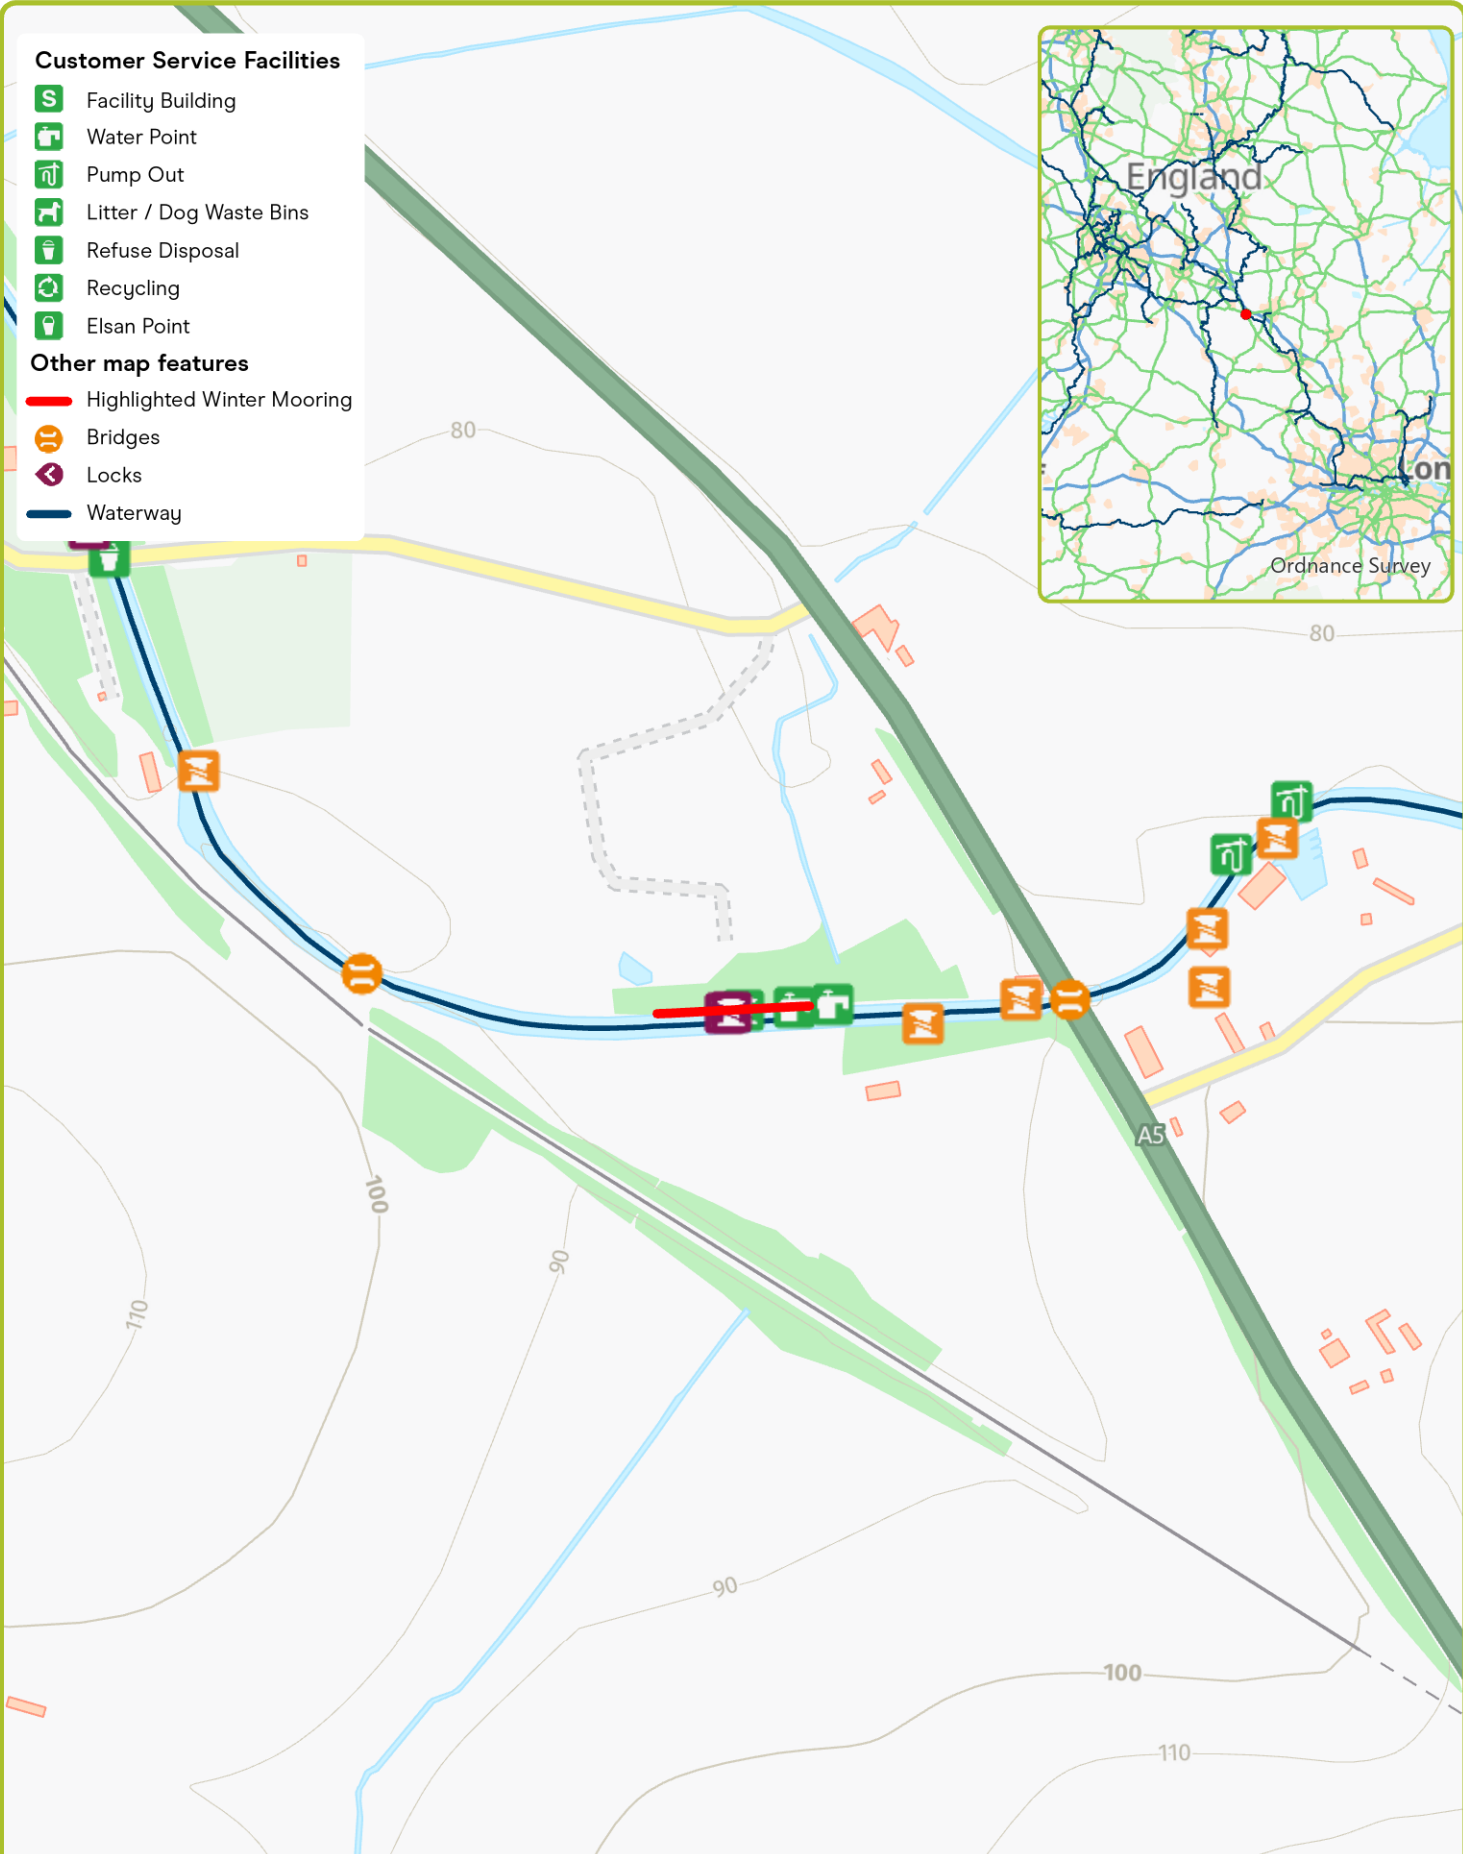 Customer Service Facilities
S
Facility Building
Water Point
Pump Out
Litter / Dog Waste Bins
Refuse Disposal
Recycling
Elsan Point
Other map features
Highlighted Winter Mooring
Bridges
Locks
Waterway
England
Lon
Ordnance Survey
80
80
A5
100
90
110
90
100
110